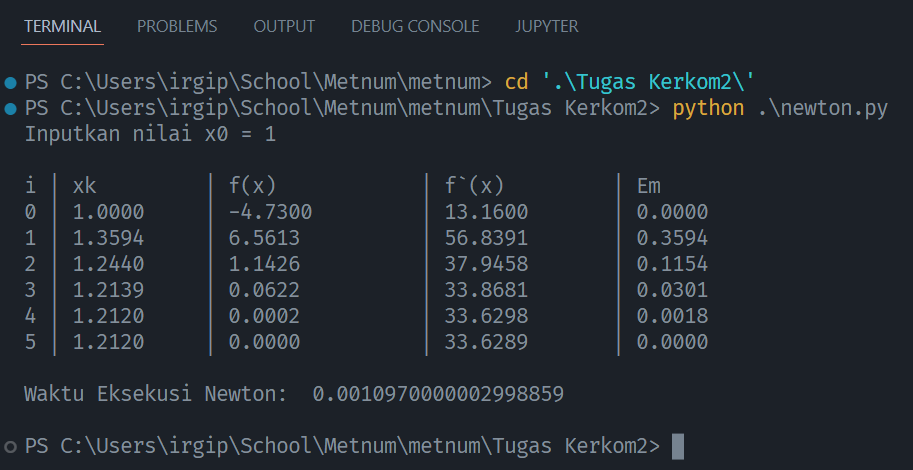 TERMINAL PROBLEMS OUTPUT DEBUG CONSOLE JUPYTER
PS C:\Users\irgip\School\Metnum\metnum> cd '.\Tugas Kerkom2\'
PS C:\Users\irgip\School\Metnum\metnum\Tugas Kerkom2> python .\newton.py
Inputkan nilai x0 = 1
i | xk | f(x) | f`(x) | Em
0 | 1.0000 | -4.7300 | 13.1600 | 0.0000
1 | 1.3594 | 6.5613 | 56.8391 | 0.3594
2 | 1.2440 | 1.1426 | 37.9458 | 0.1154
3 | 1.2139 | 0.0622 | 33.8681 | 0.0301
4 | 1.2120 | 0.0002 | 33.6298 | 0.0018
5 | 1.2120 | 0.0000 | 33.6289 | 0.0000
Waktu Eksekusi Newton:  0.0010970000002998859
PS C:\Users\irgip\School\Metnum\metnum\Tugas Kerkom2>